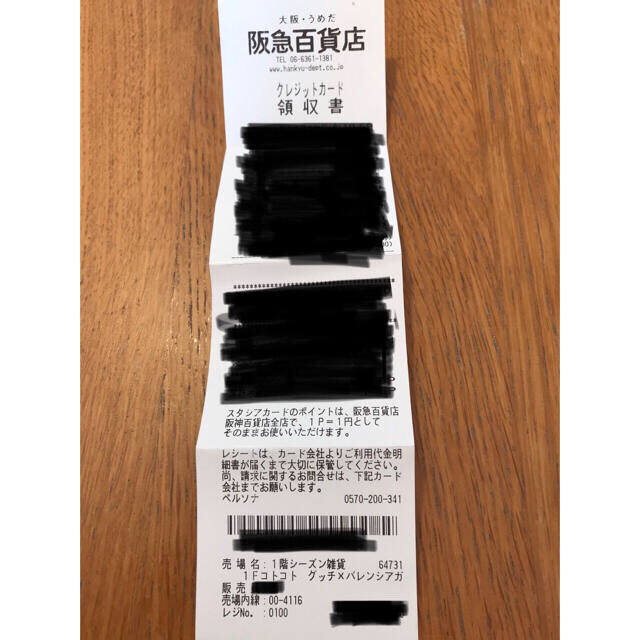 大阪・うめだ
阪急百貨店
TEL 06-6361-1381
www.hankyu-dept.co.jp
クレジットカード
領収書
スタシアカードのポイントは、阪急百貨店
阪神百貨店全店で、1P=1円として
そのままお使いいただけます。
レシートは、カード会社よりご利用代金明
細書が届くまで大切に保管してください。
尚、請求に関するお問合せは、下記カード
会社までお願いします。
ペルソナ 0570-200-341
売 場 名:1階シーズン雑貨 64731
1Fコトコト グッチ×バレンシアガ
販 売
売場内線:00-4116
レジNo. :0100